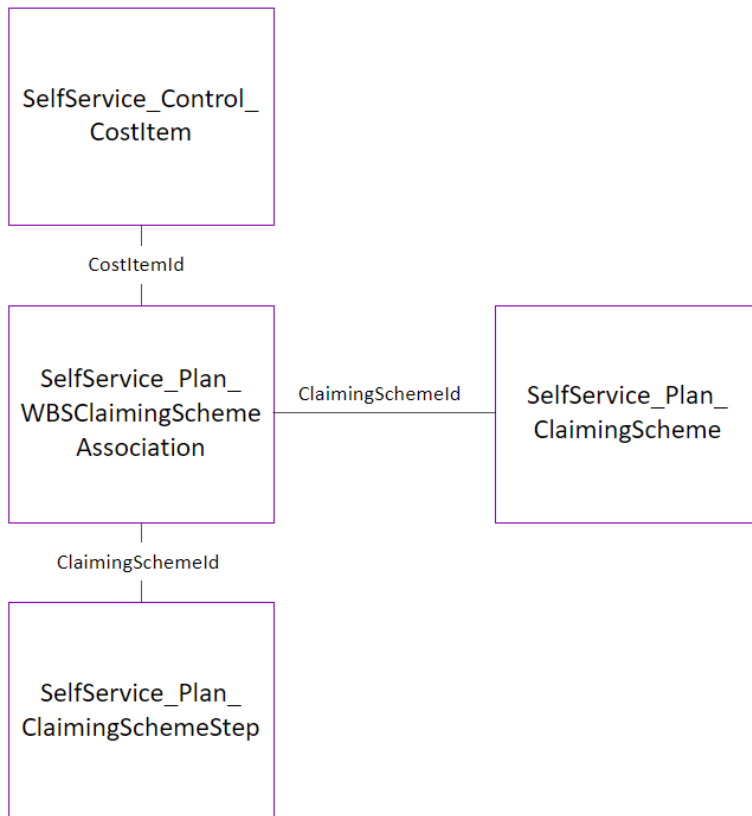 SelfService_Control_
CostItem
CostItemId
SelfService_Plan_
WBSClaimingScheme
Association
ClaimingSchemeId
SelfService_Plan_
ClaimingScheme
ClaimingSchemeId
SelfService_Plan_
ClaimingSchemeStep